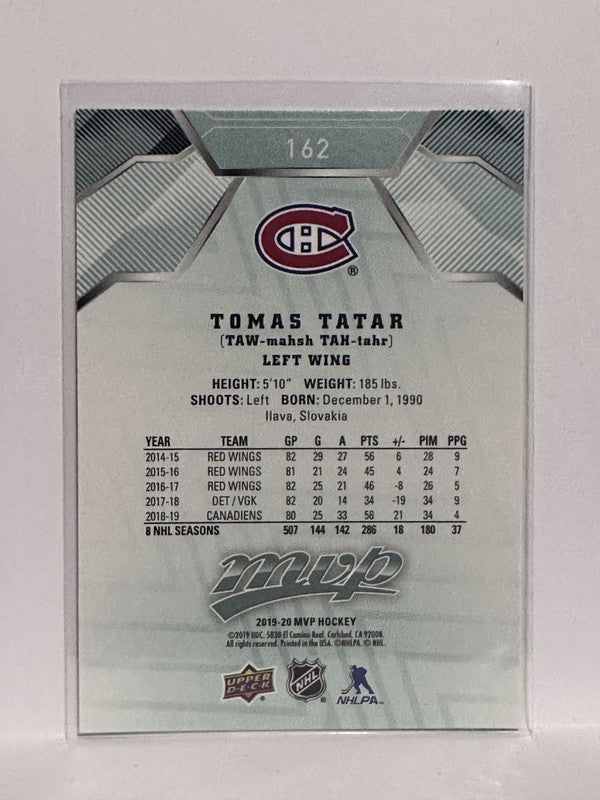 162
®
TOMAS TATAR
(TAW-mahsh TAH-tahr)
LEFT WING
HEIGHT: 5'10" WEIGHT: 185 lbs.
SHOOTS: Left BORN: December 1, 1990
Ilava, Slovakia
YEAR TEAM GP G A PTS +/- PIM PPG
2014-15 RED WINGS 82 29 27 56 6 28 9
2015-16 RED WINGS 81 21 24 45 4 24 7
2016-17 RED WINGS 82 25 21 46 -8 26 5
2017-18 DET/VGK 82 20 14 34 -19 34 9
2018-19 CANADIENS 80 25 33 58 21 34 4
8 NHL SEASONS 507 144 142 286 18 180 37
mvp
2019-20 MVP HOCKEY
©2019 UDC, 5830 El Camino Real, Carlsbad, CA 92008.
All rights reserved. Printed in the USA. ©NHLPA. © NHL.
UPPER DECK ® NHL ® NHLPA